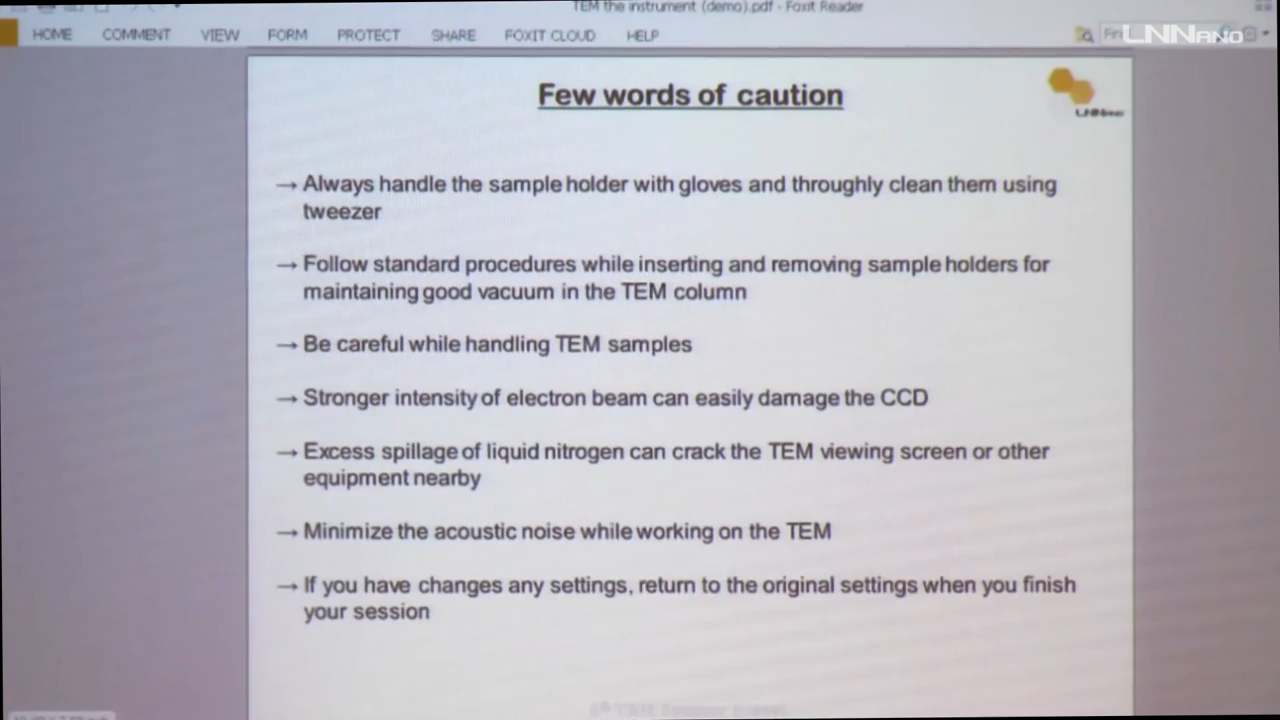 TEM the instrument (demo).pdf - Foxit Reader
HOME COMMENT VIEW FORM PROTECT SHARE FOXIT CLOUD HELP
LNNANO
Few words of caution
→ Always handle the sample holder with gloves and throughly clean them using
tweezer
→ Follow standard procedures while inserting and removing sample holders for
maintaining good vacuum in the TEM column
→ Be careful while handling TEM samples
→ Stronger intensity of electron beam can easily damage the CCD
→ Excess spillage of liquid nitrogen can crack the TEM viewing screen or other
equipment nearby
→ Minimize the acoustic noise while working on the TEM
→ If you have changes any settings, return to the original settings when you finish
your session